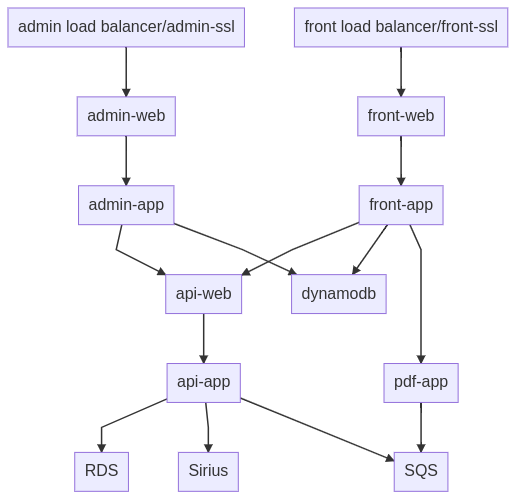 admin load balancer/admin-ssl
front load balancer/front-ssl
admin-web
front-web
admin-app
front-app
api-web
dynamodb
api-app
pdf-app
RDS
Sirius
SQS